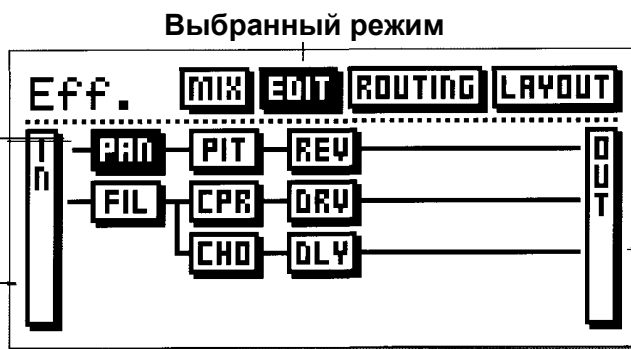 Выбранный режим
Eff. MIX EDIT ROUTING LAYOUT
In PAN PIT REV OUT
FIL CPR DRV
CHO DLY